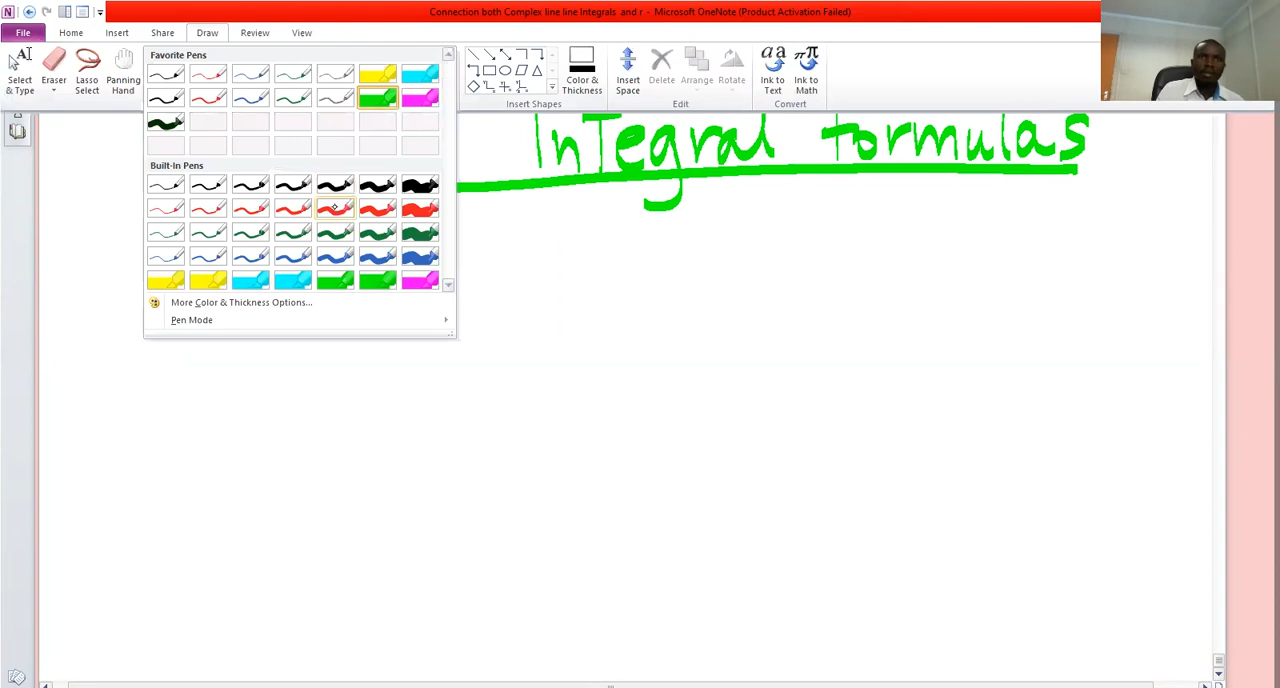 Connection both Complex line line Integrals and r - Microsoft OneNote (Product Activation Failed)
File Home Insert Share Draw Review View
Select & Type
Eraser
Lasso Select
Panning Hand
Favorite Pens
Built-In Pens
More Color & Thickness Options...
Pen Mode
Insert Shapes
Color & Thickness
Insert Space
Delete
Arrange
Rotate
Edit
Ink to Text
Ink to Math
Convert
Integral formulas